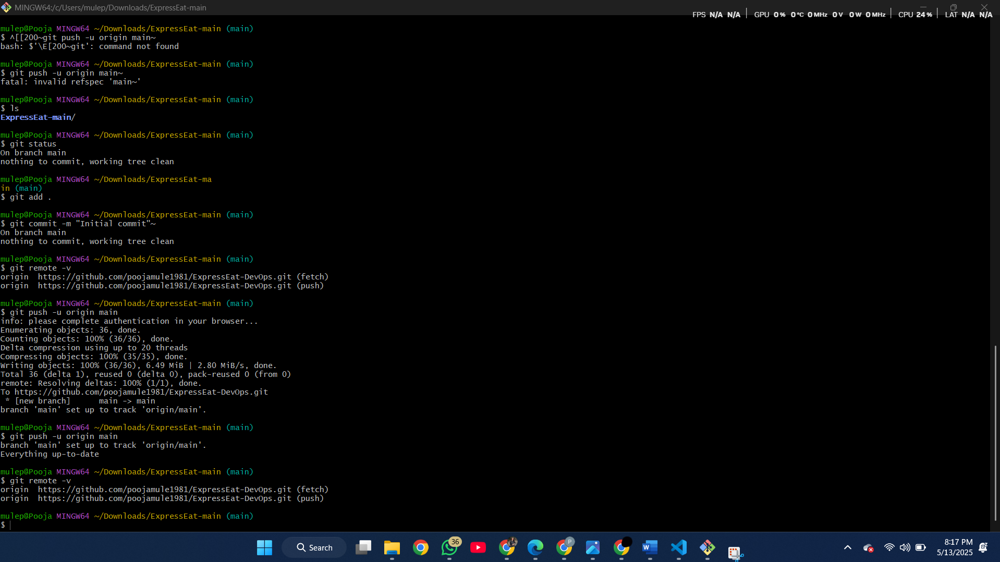 MINGW64:/c/Users/mulep/Downloads/ExpressEat-main
FPS N/A N/A GPU 0 % 0 °C 0 MHz 0 V 0 W 0 MHz CPU 24 % LAT N/A N/A
mulep@Pooja MINGW64 ~/Downloads/ExpressEat-main (main)
$ ^[[200~git push -u origin main~
bash: $'\E[200~git': command not found
mulep@Pooja MINGW64 ~/Downloads/ExpressEat-main (main)
$ git push -u origin main~
fatal: invalid refspec 'main~'
mulep@Pooja MINGW64 ~/Downloads/ExpressEat-main (main)
$ ls
ExpressEat-main/
mulep@Pooja MINGW64 ~/Downloads/ExpressEat-main (main)
$ git status
On branch main
nothing to commit, working tree clean
mulep@Pooja MINGW64 ~/Downloads/ExpressEat-ma
in (main)
$ git add .
mulep@Pooja MINGW64 ~/Downloads/ExpressEat-main (main)
$ git commit -m "Initial commit"~
On branch main
nothing to commit, working tree clean
mulep@Pooja MINGW64 ~/Downloads/ExpressEat-main (main)
$ git remote -v
origin  https://github.com/poojamule1981/ExpressEat-DevOps.git (fetch)
origin  https://github.com/poojamule1981/ExpressEat-DevOps.git (push)
mulep@Pooja MINGW64 ~/Downloads/ExpressEat-main (main)
$ git push -u origin main
info: please complete authentication in your browser...
Enumerating objects: 36, done.
Counting objects: 100% (36/36), done.
Delta compression using up to 20 threads
Compressing objects: 100% (35/35), done.
Writing objects: 100% (36/36), 6.49 MiB | 2.80 MiB/s, done.
Total 36 (delta 1), reused 0 (delta 0), pack-reused 0 (from 0)
remote: Resolving deltas: 100% (1/1), done.
To https://github.com/poojamule1981/ExpressEat-DevOps.git
 * [new branch]      main -> main
branch 'main' set up to track 'origin/main'.
mulep@Pooja MINGW64 ~/Downloads/ExpressEat-main (main)
$ git push -u origin main
branch 'main' set up to track 'origin/main'.
Everything up-to-date
mulep@Pooja MINGW64 ~/Downloads/ExpressEat-main (main)
$ git remote -v
origin  https://github.com/poojamule1981/ExpressEat-DevOps.git (fetch)
origin  https://github.com/poojamule1981/ExpressEat-DevOps.git (push)
mulep@Pooja MINGW64 ~/Downloads/ExpressEat-main (main)
$
Search
36
P
W
8:17 PM
5/13/2025